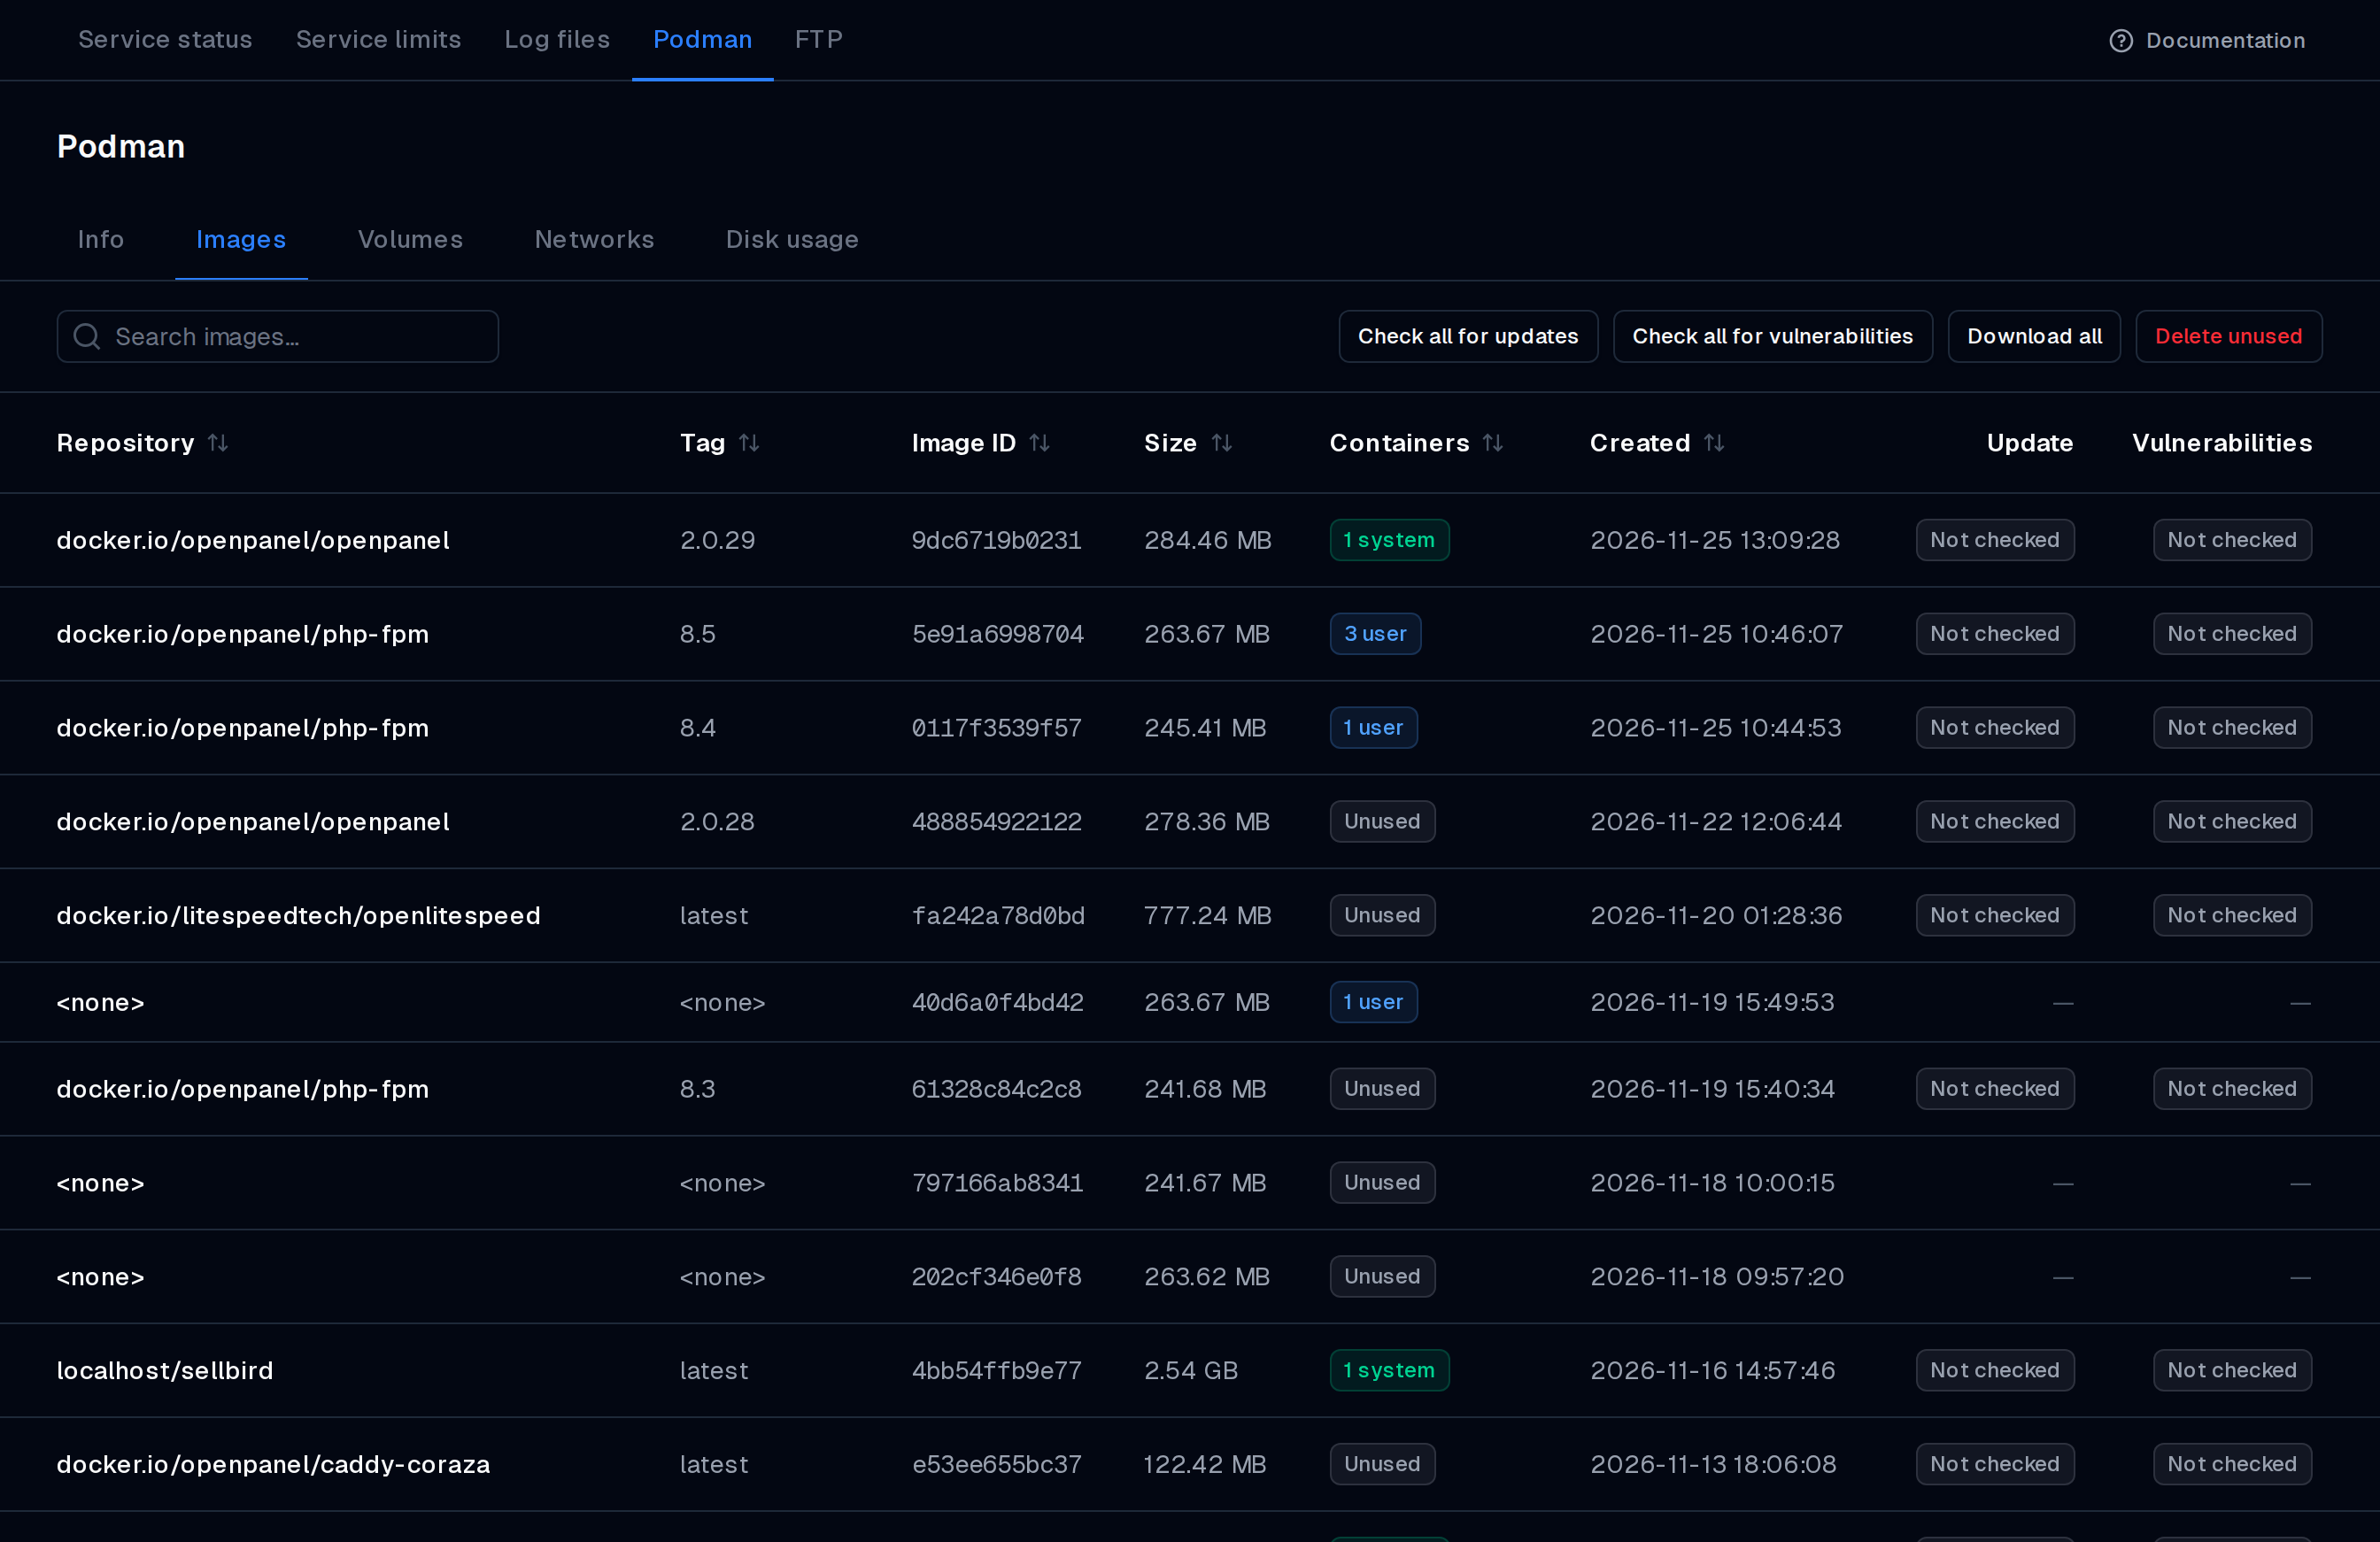 Service status Service limits Log files Podman FTP Documentation
Podman
Info Images Volumes Networks Disk usage
Search images... Check all for updates Check all for vulnerabilities Download all Delete unused
Repository Tag Image ID Size Containers Created Update Vulnerabilities
docker.io/openpanel/openpanel 2.0.29 9dc6719b0231 284.46 MB 1 system 2026-11-25 13:09:28 Not checked Not checked
docker.io/openpanel/php-fpm 8.5 5e91a6998704 263.67 MB 3 user 2026-11-25 10:46:07 Not checked Not checked
docker.io/openpanel/php-fpm 8.4 0117f3539f57 245.41 MB 1 user 2026-11-25 10:44:53 Not checked Not checked
docker.io/openpanel/openpanel 2.0.28 488854922122 278.36 MB Unused 2026-11-22 12:06:44 Not checked Not checked
docker.io/litespeedtech/openlitespeed latest fa242a78d0bd 777.24 MB Unused 2026-11-20 01:28:36 Not checked Not checked
<none> <none> 40d6a0f4bd42 263.67 MB 1 user 2026-11-19 15:49:53 — —
docker.io/openpanel/php-fpm 8.3 61328c84c2c8 241.68 MB Unused 2026-11-19 15:40:34 Not checked Not checked
<none> <none> 797166ab8341 241.67 MB Unused 2026-11-18 10:00:15 — —
<none> <none> 202cf346e0f8 263.62 MB Unused 2026-11-18 09:57:20 — —
localhost/sellbird latest 4bb54ffb9e77 2.54 GB 1 system 2026-11-16 14:57:46 Not checked Not checked
docker.io/openpanel/caddy-coraza latest e53ee655bc37 122.42 MB Unused 2026-11-13 18:06:08 Not checked Not checked